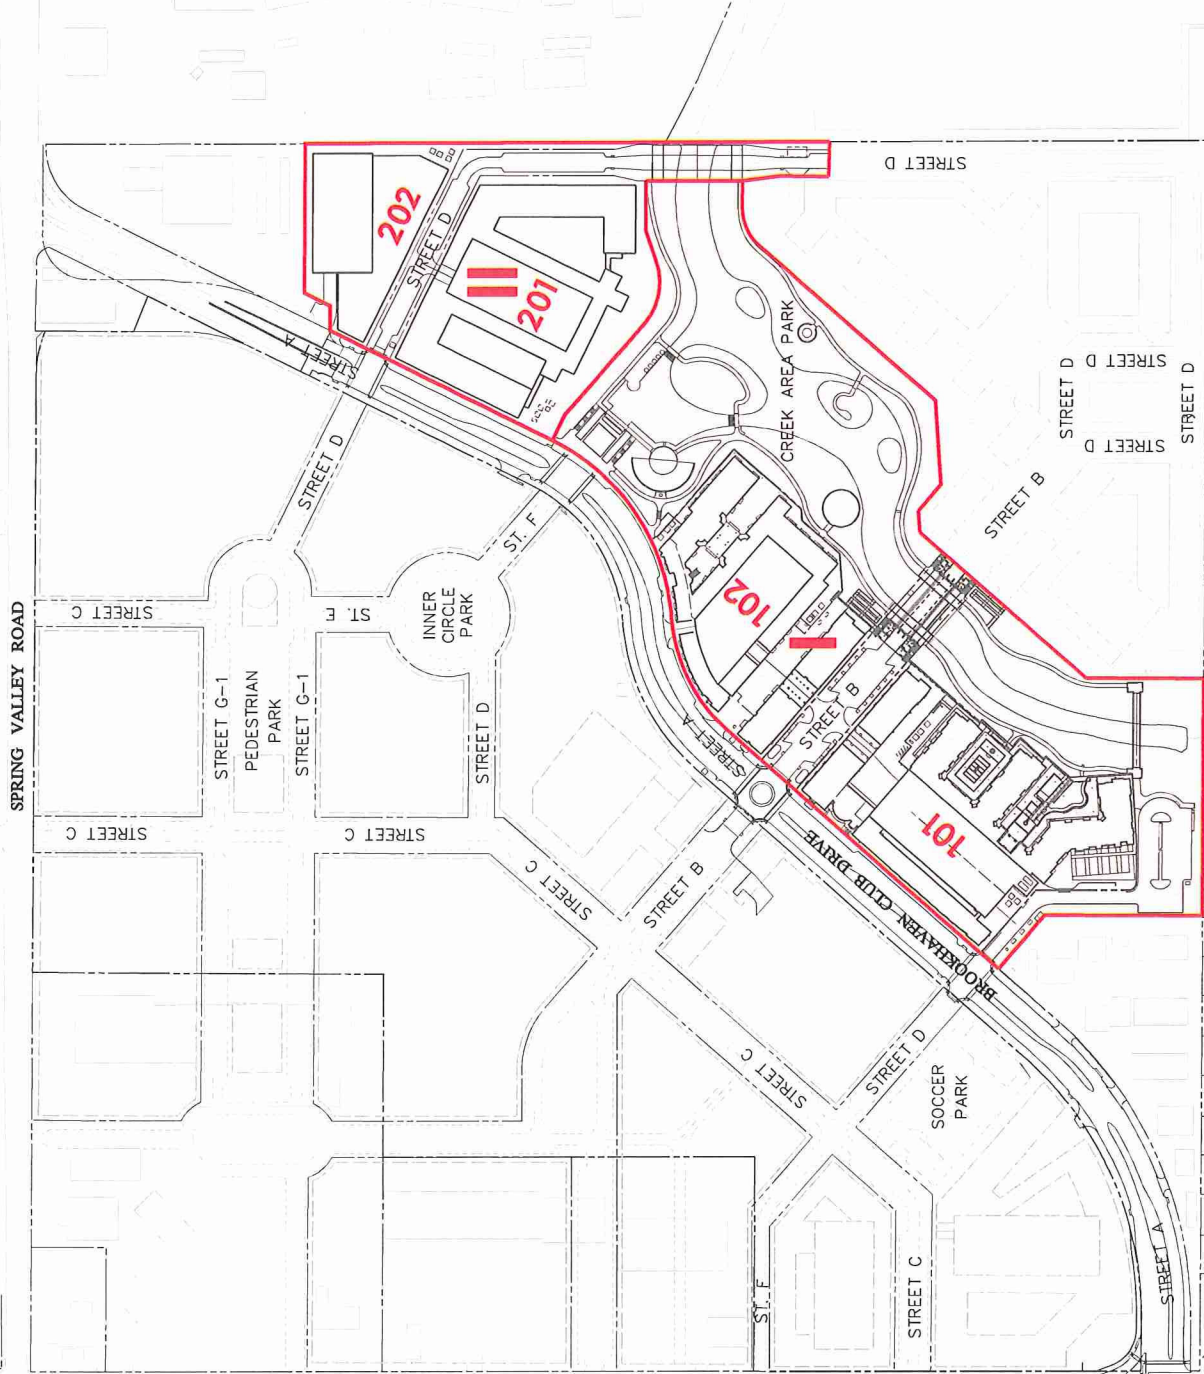 SPRING VALLEY ROAD
STREET D
202
STREET D
II
201
STREET A
STREET D
CREEK AREA PARK
STREET D
STREET D
STREET D
STREET D
ST. F
STREET B
STREET C
ST. E
INNER
CIRCLE
PARK
102
I
STREET G-1
PEDESTRIAN
PARK
STREET G-1
STREET D
STREET A
STREET B
STREET C
STREET C
STREET C
STREET B
BROOKHAVEN CLUB DRIVE
101
STREET C
STREET D
SOCCER
PARK
ST. F
STREET C
STREET A